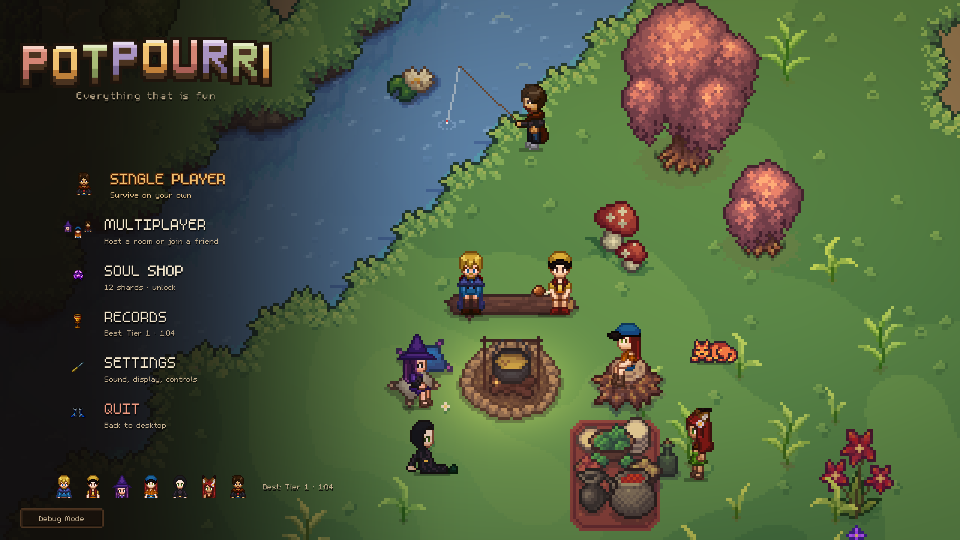 POTPOURRI
Everything that is fun
SINGLE PLAYER
Survive on your own
MULTIPLAYER
Host a room or join a friend
SOUL SHOP
12 shards · unlock
RECORDS
Best: Tier 1 · 1:04
SETTINGS
Sound, display, controls
QUIT
Back to desktop
Best: Tier 1 · 1:04
Debug Mode